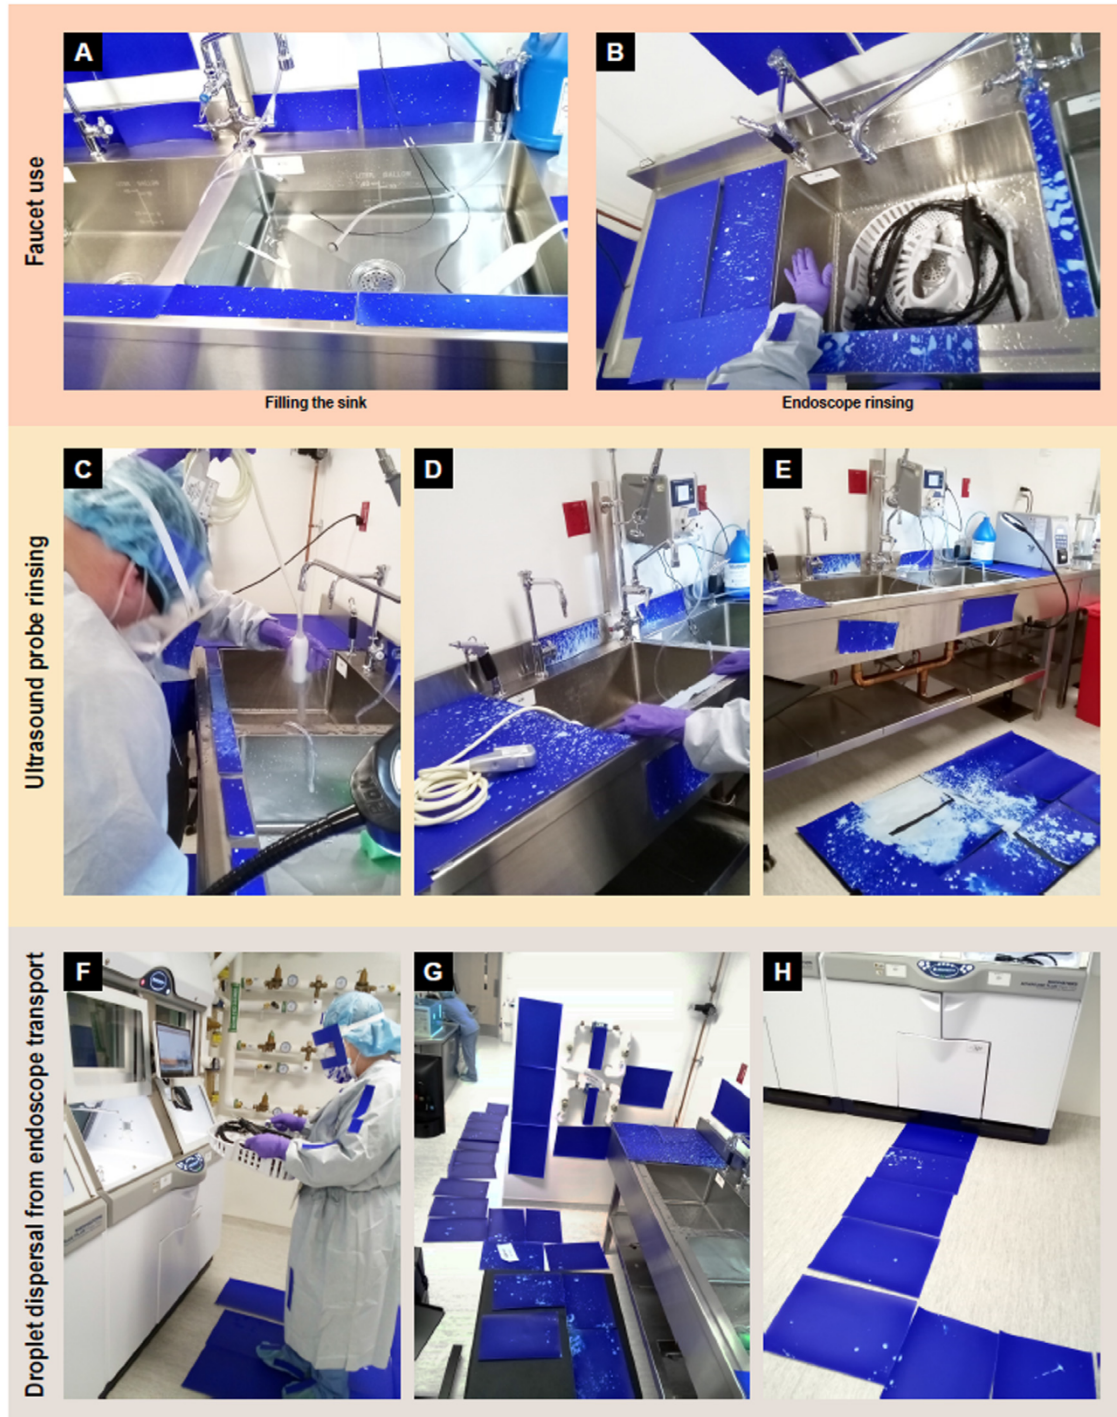 Faucet use
A
B
Filling the sink
Endoscope rinsing
Ultrasound probe rinsing
C
D
E
Droplet dispersal from endoscope transport
F
G
H